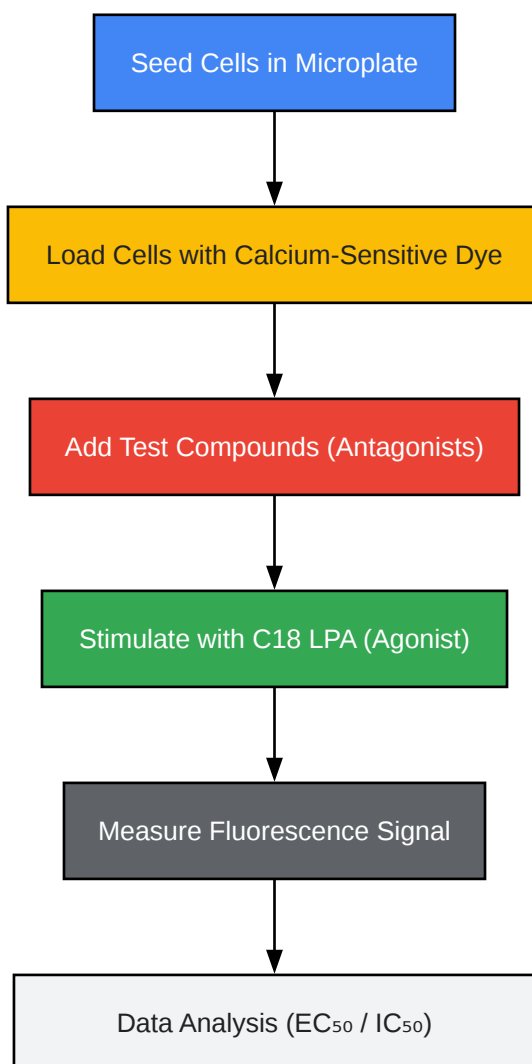 Seed Cells in Microplate
Load Cells with Calcium-Sensitive Dye
Add Test Compounds (Antagonists)
Stimulate with C18 LPA (Agonist)
Measure Fluorescence Signal
Data Analysis (EC₅₀ / IC₅₀)